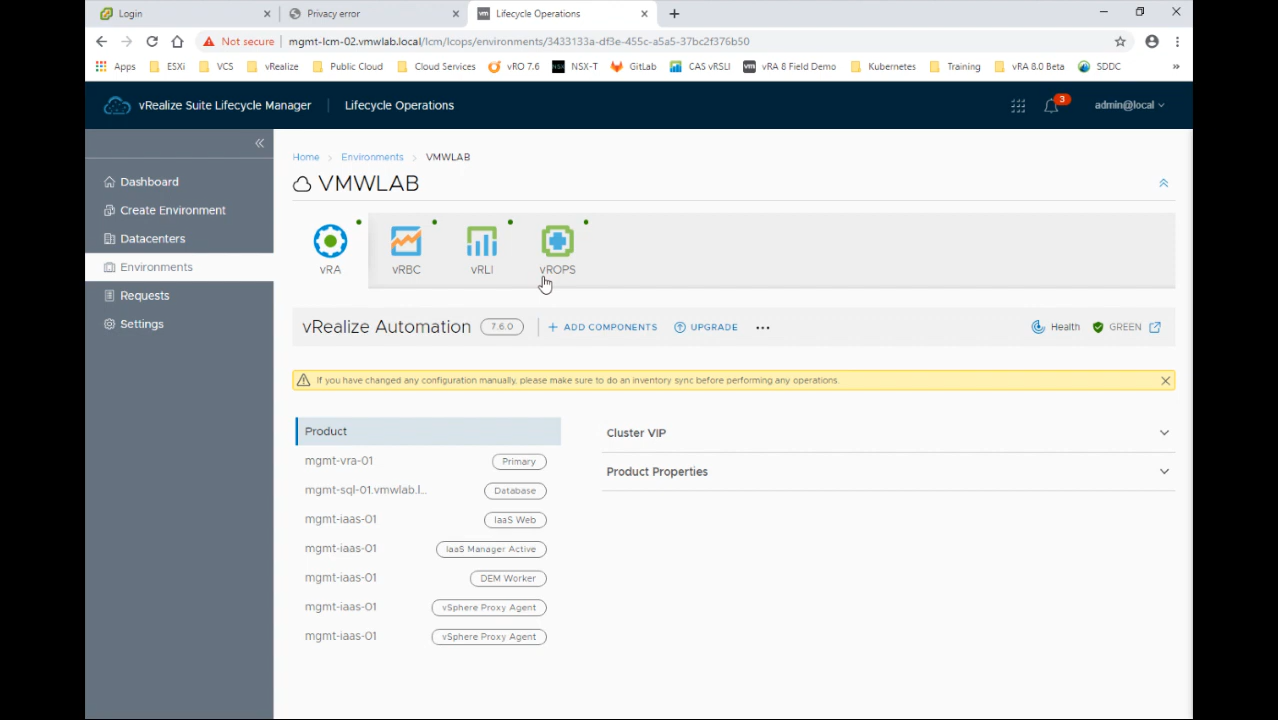 Login
Privacy error
vm Lifecycle Operations
Not secure mgmt-lcm-02.vmwlab.local/lcm/lcops/environments/3433133a-df3e-455c-a5a5-37bc2f376b50
Apps ESXi VCS vRealize Public Cloud Cloud Services vRO 7.6 NSX NSX-T GitLab CAS vRSLI vm vRA 8 Field Demo Kubernetes Training vRA 8.0 Beta SDDC »
vRealize Suite Lifecycle Manager Lifecycle Operations 3 admin@local
Dashboard
Create Environment
Datacenters
Environments
Requests
Settings
Home > Environments > VMWLAB
VMWLAB
vRA vRBC vRLI vROPS
vRealize Automation 7.6.0 + ADD COMPONENTS UPGRADE ... Health GREEN
If you have changed any configuration manually, please make sure to do an inventory sync before performing any operations.
Product
mgmt-vra-01 Primary
mgmt-sql-01.vmwlab.l... Database
mgmt-iaas-01 IaaS Web
mgmt-iaas-01 IaaS Manager Active
mgmt-iaas-01 DEM Worker
mgmt-iaas-01 vSphere Proxy Agent
mgmt-iaas-01 vSphere Proxy Agent
Cluster VIP
Product Properties